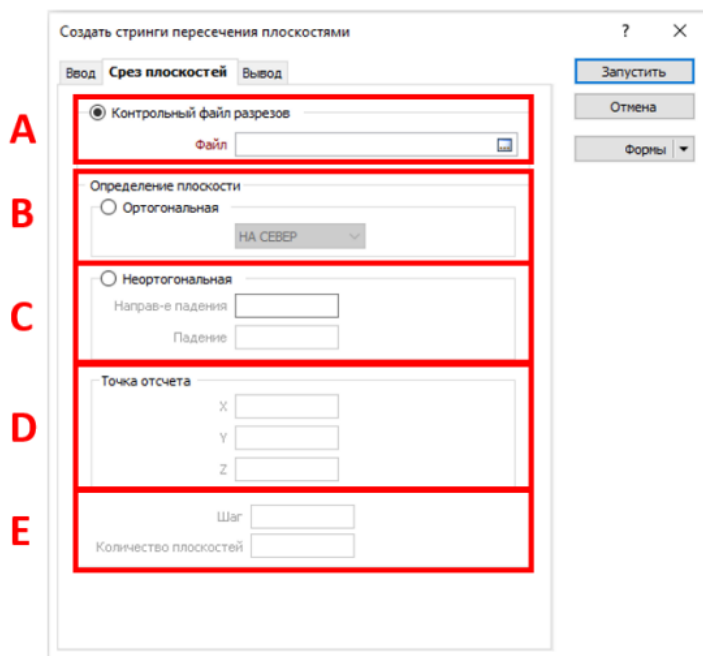 Создать стринги пересечения плоскостями ?
Ввод Срез плоскостей Вывод
Запустить
Отмена
Формы
A
Контрольный файл разрезов
Файл
B
Определение плоскости
Ортогональная
НА СЕВЕР
C
Неортогональная
Направ-е падения
Падение
D
Точка отсчета
X
Y
Z
E
Шаг
Количество плоскостей